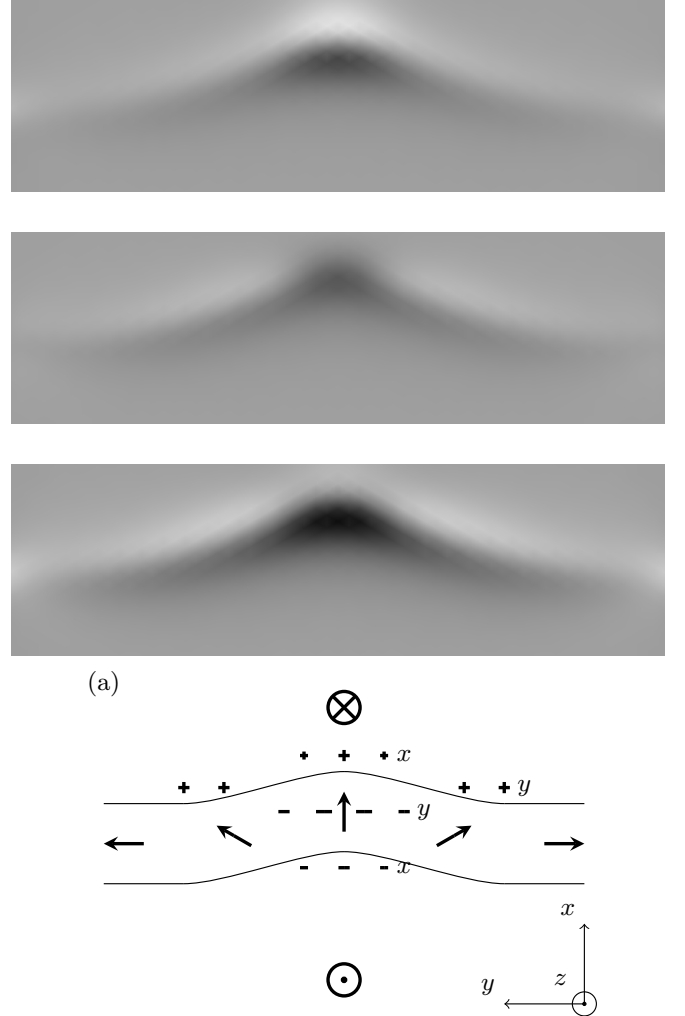 (a)
+ + + x
+ + + + y
- - - - y
- - - x
x
y z